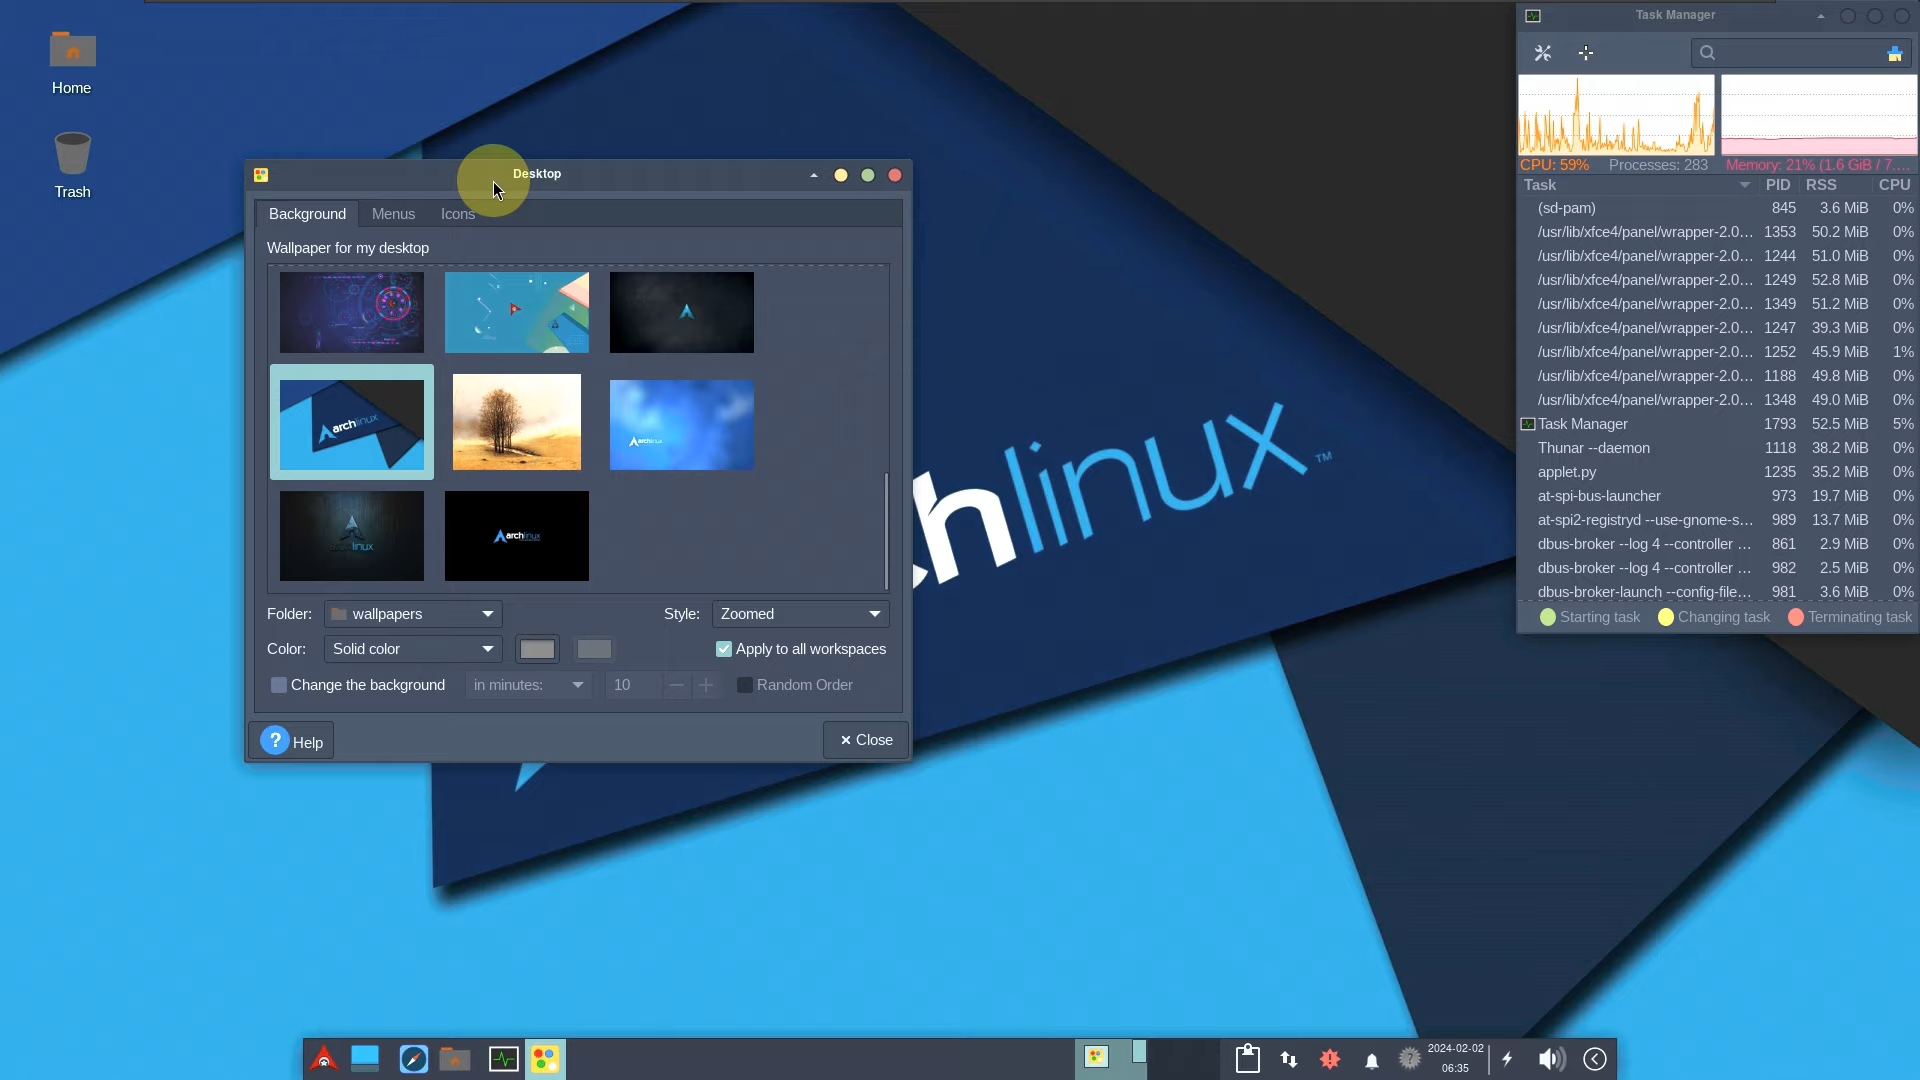 Home
Trash
Desktop
Background
Menus
Icons
Wallpaper for my desktop
archlinux
archlinux
archlinux
Folder:
wallpapers
Style:
Zoomed
Color:
Solid color
Apply to all workspaces
Change the background
in minutes:
10
Random Order
? Help
Close
chlinux™
Task Manager
CPU: 59%
Processes: 283
Memory: 21% (1.6 GiB / 7....
Task PID RSS CPU
(sd-pam) 845 3.6 MiB 0%
/usr/lib/xfce4/panel/wrapper-2.0... 1353 50.2 MiB 0%
/usr/lib/xfce4/panel/wrapper-2.0... 1244 51.0 MiB 0%
/usr/lib/xfce4/panel/wrapper-2.0... 1249 52.8 MiB 0%
/usr/lib/xfce4/panel/wrapper-2.0... 1349 51.2 MiB 0%
/usr/lib/xfce4/panel/wrapper-2.0... 1247 39.3 MiB 0%
/usr/lib/xfce4/panel/wrapper-2.0... 1252 45.9 MiB 1%
/usr/lib/xfce4/panel/wrapper-2.0... 1188 49.8 MiB 0%
/usr/lib/xfce4/panel/wrapper-2.0... 1348 49.0 MiB 0%
Task Manager 1793 52.5 MiB 5%
Thunar --daemon 1118 38.2 MiB 0%
applet.py 1235 35.2 MiB 0%
at-spi-bus-launcher 973 19.7 MiB 0%
at-spi2-registryd --use-gnome-s... 989 13.7 MiB 0%
dbus-broker --log 4 --controller ... 861 2.9 MiB 0%
dbus-broker --log 4 --controller ... 982 2.5 MiB 0%
dbus-broker-launch --config-file... 981 3.6 MiB 0%
Starting task
Changing task
Terminating task
2024-02-02
06:35